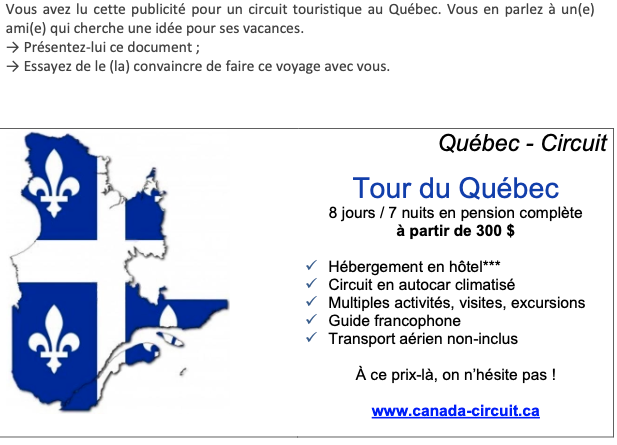 Vous avez lu cette publicité pour un circuit touristique au Québec. Vous en parlez à un(e)
ami(e) qui cherche une idée pour ses vacances.
→ Présentez-lui ce document ;
→ Essayez de le (la) convaincre de faire ce voyage avec vous.
Québec - Circuit
Tour du Québec
8 jours / 7 nuits en pension complète
à partir de 300 $
✓ Hébergement en hôtel***
✓ Circuit en autocar climatisé
✓ Multiples activités, visites, excursions
✓ Guide francophone
✓ Transport aérien non-inclus
À ce prix-là, on n’hésite pas !
www.canada-circuit.ca